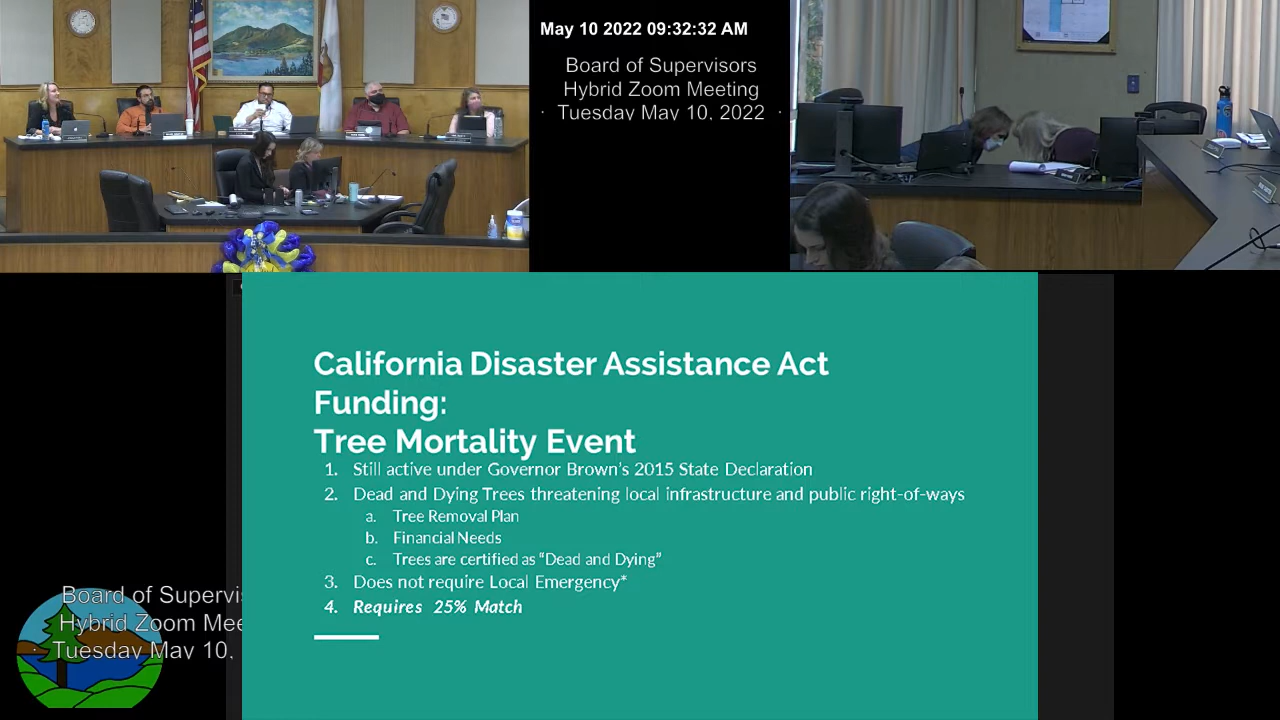 May 10 2022 09:32:32 AM
Board of Supervisors
Hybrid Zoom Meeting
· Tuesday May 10, 2022 ·
California Disaster Assistance Act
Funding:
Tree Mortality Event
1. Still active under Governor Brown's 2015 State Declaration
2. Dead and Dying Trees threatening local infrastructure and public right-of-ways
a. Tree Removal Plan
b. Financial Needs
c. Trees are certified as “Dead and Dying”
3. Does not require Local Emergency*
4. Requires 25% Match
Board of Supervis
Hybrid Zoom Mee
· Tuesday May 10,